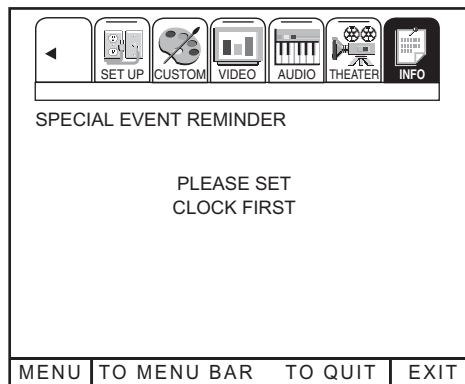 SET UP CUSTOM VIDEO AUDIO THEATER INFO
SPECIAL EVENT REMINDER
PLEASE SET
CLOCK FIRST
MENU TO MENU BAR TO QUIT EXIT